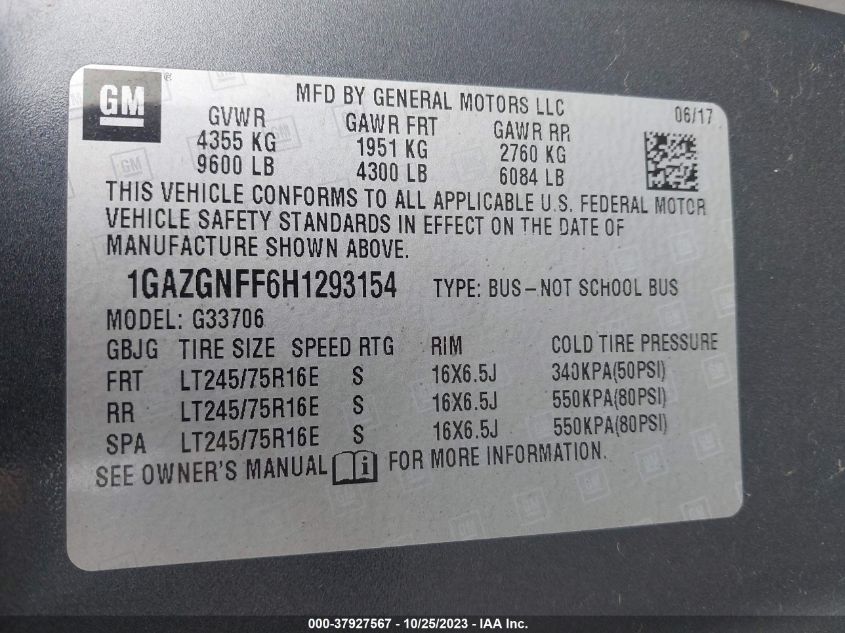 GM ®
MFD BY GENERAL MOTORS LLC
06/17
GVWR GAWR FRT GAWR RR
4355 KG 1951 KG 2760 KG
9600 LB 4300 LB 6084 LB
THIS VEHICLE CONFORMS TO ALL APPLICABLE U.S. FEDERAL MOTOR
VEHICLE SAFETY STANDARDS IN EFFECT ON THE DATE OF
MANUFACTURE SHOWN ABOVE.
1GAZGNFF6H1293154 TYPE: BUS–NOT SCHOOL BUS
MODEL: G33706
GBJG TIRE SIZE SPEED RTG RIM COLD TIRE PRESSURE
FRT LT245/75R16E S 16X6.5J 340KPA(50PSI)
RR LT245/75R16E S 16X6.5J 550KPA(80PSI)
SPA LT245/75R16E S 16X6.5J 550KPA(80PSI)
SEE OWNER'S MANUAL i FOR MORE INFORMATION.
000-37927567 - 10/25/2023 - IAA Inc.